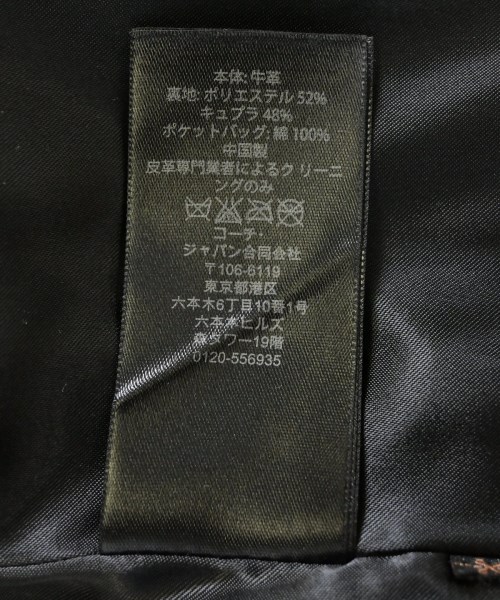 本体: 牛革
裏地: ポリエステル 52%
キュプラ 48%
ポケットバッグ: 綿 100%
中国製
皮革専門業者によるクリーニ
ングのみ
コーチ・
ジャパン合同会社
〒106-6119
東京都港区
六本木6丁目10番1号
六本木ヒルズ
森タワー19階
0120-556935